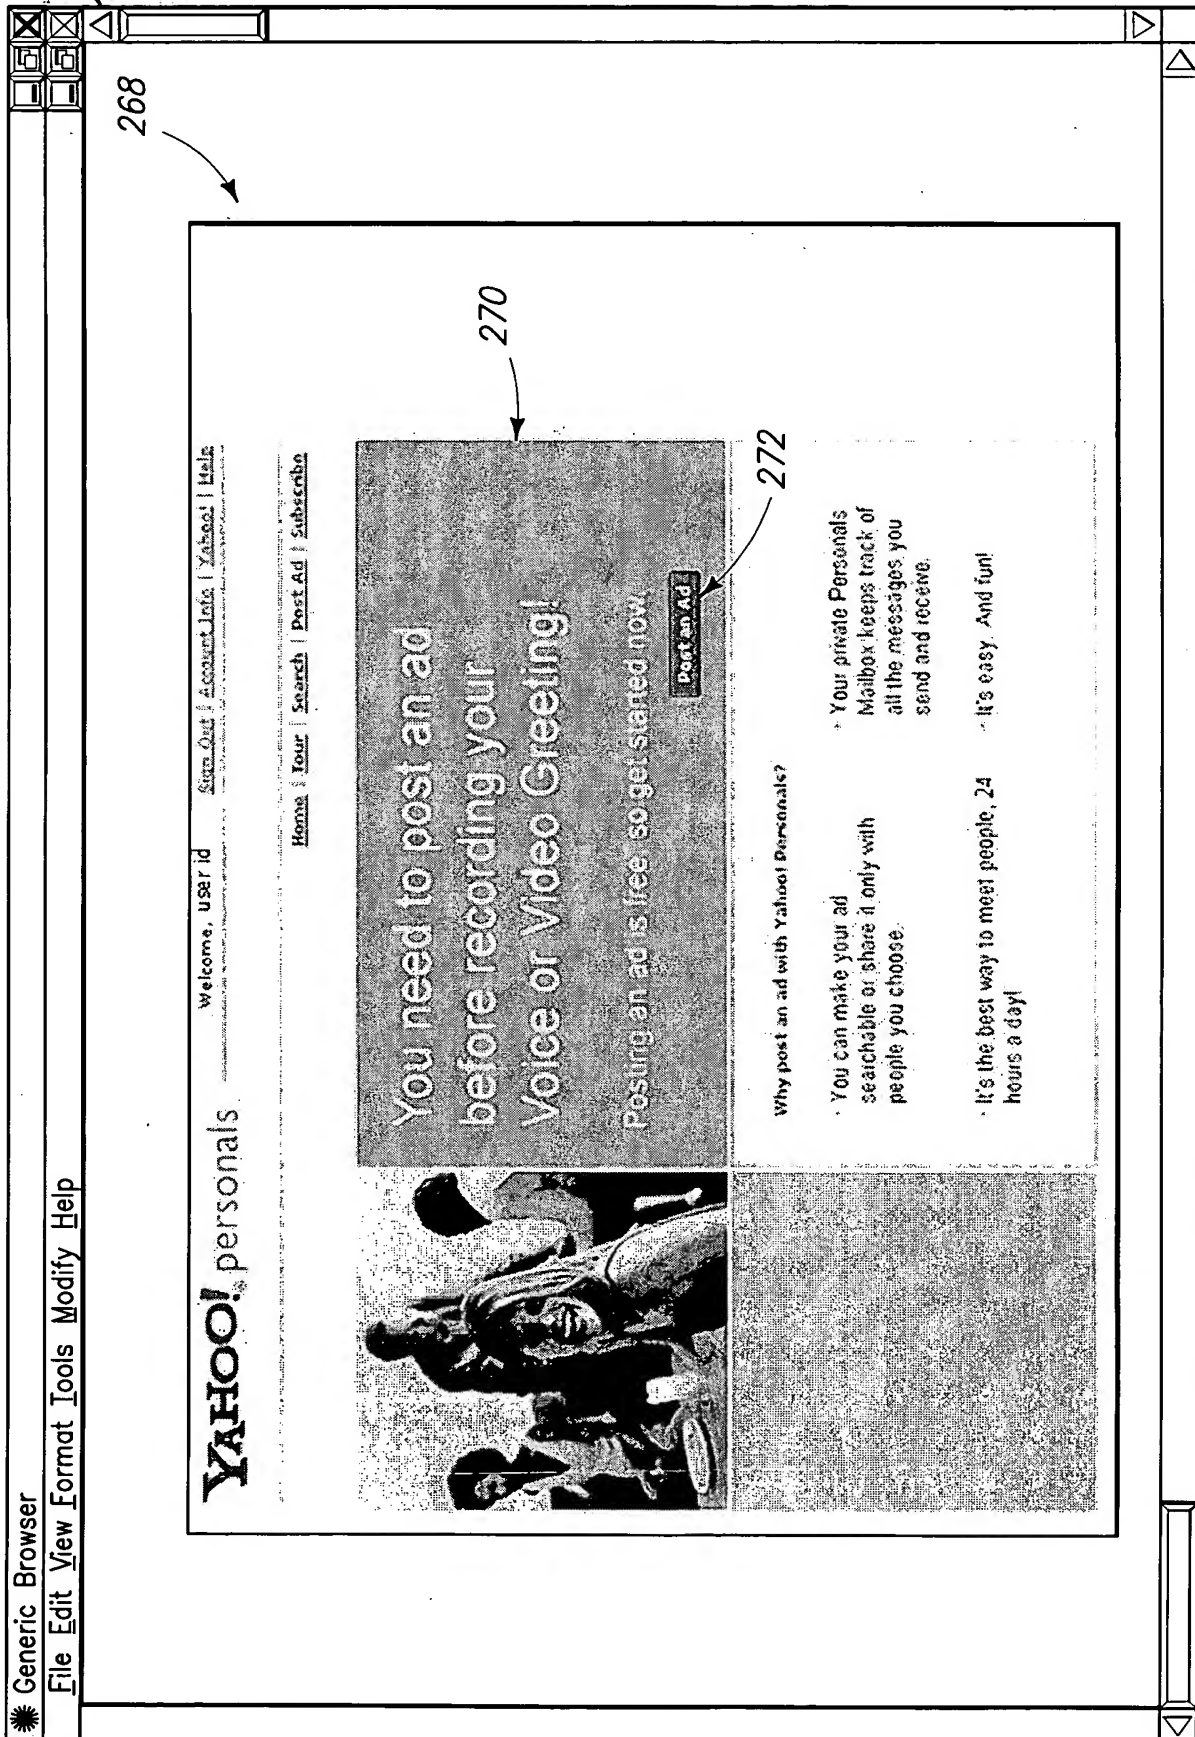 Generic Browser
File Edit View Format Tools Modify Help
268
YAHOO! personals
Welcome, user id
Sign Out | Account Info | Yahoo! | Help
Home | Tour | Search | Post Ad | Subscribe
270
You need to post an ad
before recording your
Voice or Video Greeting!
Posting an ad is free, so get started now.
Post an Ad
272
Why post an ad with Yahoo! Personals?
· You can make your ad
searchable or share it only with
people you choose.
· Your private Personals
Mailbox keeps track of
all the messages you
send and receive.
· It's the best way to meet people, 24
hours a day!
· It's easy. And fun!